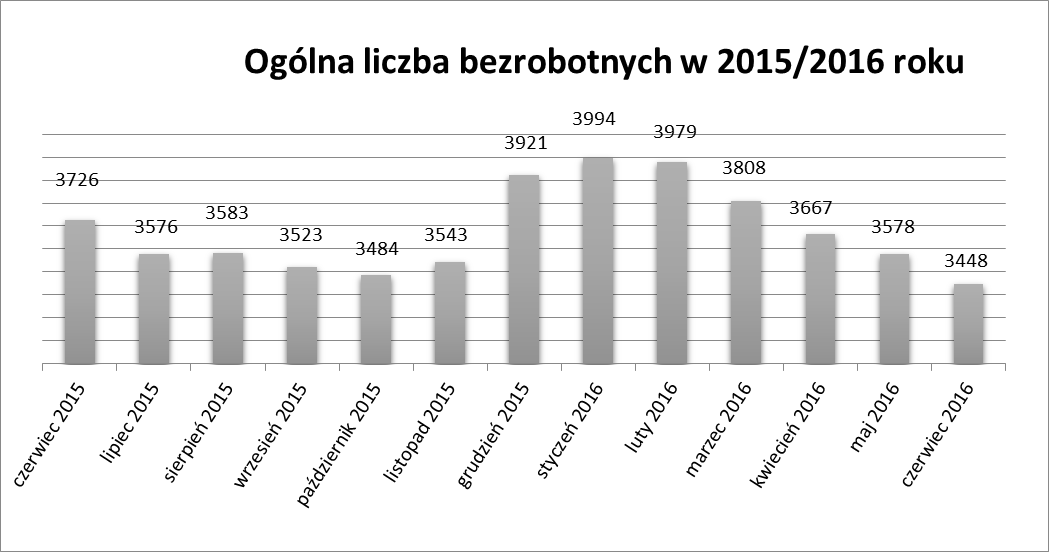 Ogólna liczba bezrobotnych w 2015/2016 roku
3726
3576
3583
3523
3484
3543
3921
3994
3979
3808
3667
3578
3448
czerwiec 2015
lipiec 2015
sierpień 2015
wrzesień 2015
październik 2015
listopad 2015
grudzień 2015
styczeń 2016
luty 2016
marzec 2016
kwiecień 2016
maj 2016
czerwiec 2016